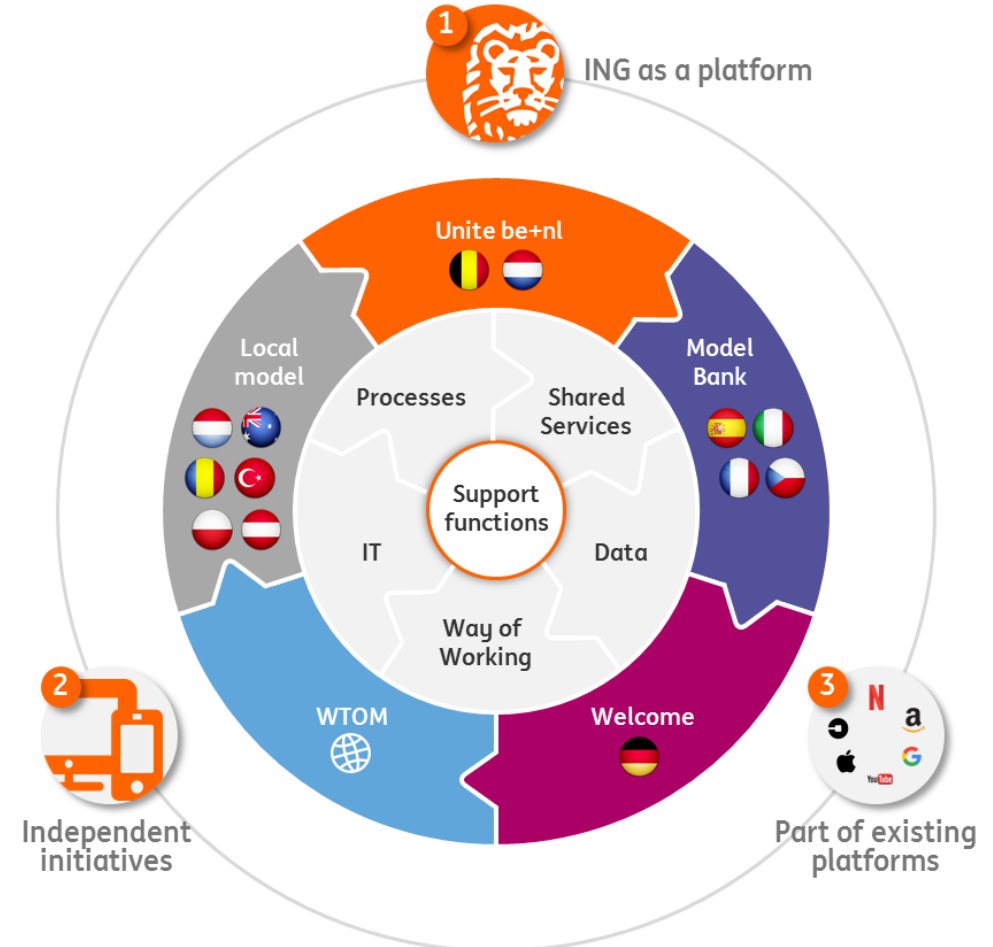 1
ING as a platform
Unite be+nl
Local
model
Model
Bank
Processes
Shared
Services
Support
functions
IT
Data
Way of
Working
WTOM
Welcome
2
Independent
initiatives
3
N
a
G
YouTube
Part of existing
platforms